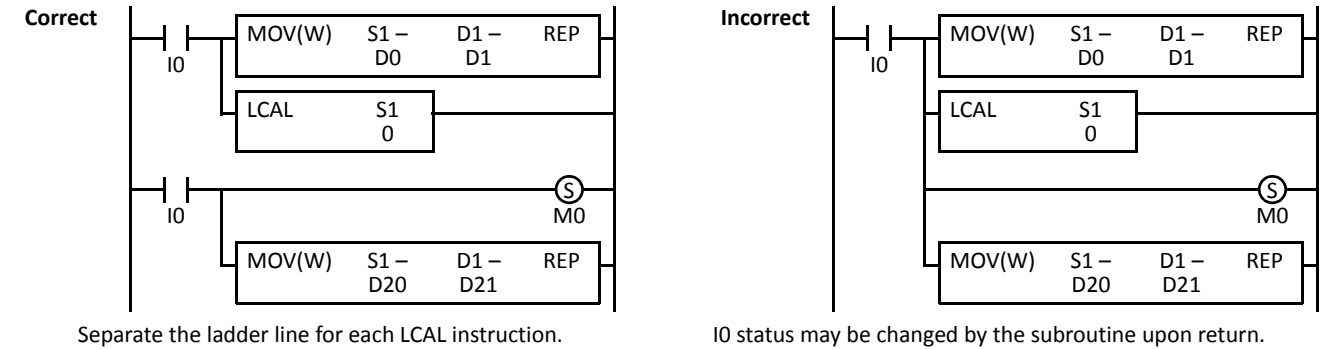 Correct
MOV(W) S1 – D1 – REP
D0 D1
I0
LCAL S1
0
I0
S
M0
MOV(W) S1 – D1 – REP
D20 D21
Separate the ladder line for each LCAL instruction.
Incorrect
MOV(W) S1 – D1 – REP
D0 D1
I0
LCAL S1
0
S
M0
MOV(W) S1 – D1 – REP
D20 D21
I0 status may be changed by the subroutine upon return.